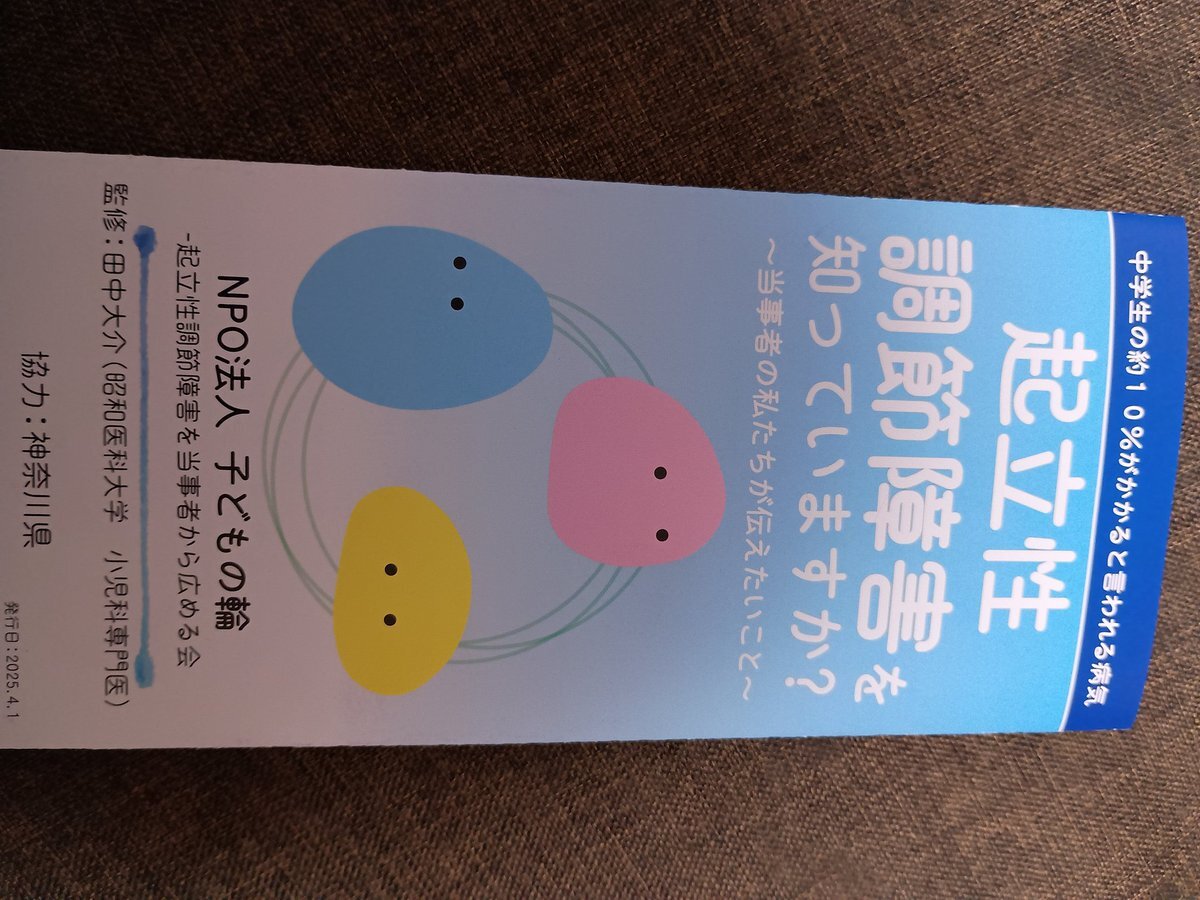 中学生の約10％がかかると言われる病気
起立性
調節障害を
知っていますか？
～当事者の私たちが伝えたいこと～
NPO法人 子どもの輪
-起立性調節障害を当事者から広める会
監修：田中大介（昭和医科大学 小児科専門医）
協力：神奈川県
発行日：2025.4.1